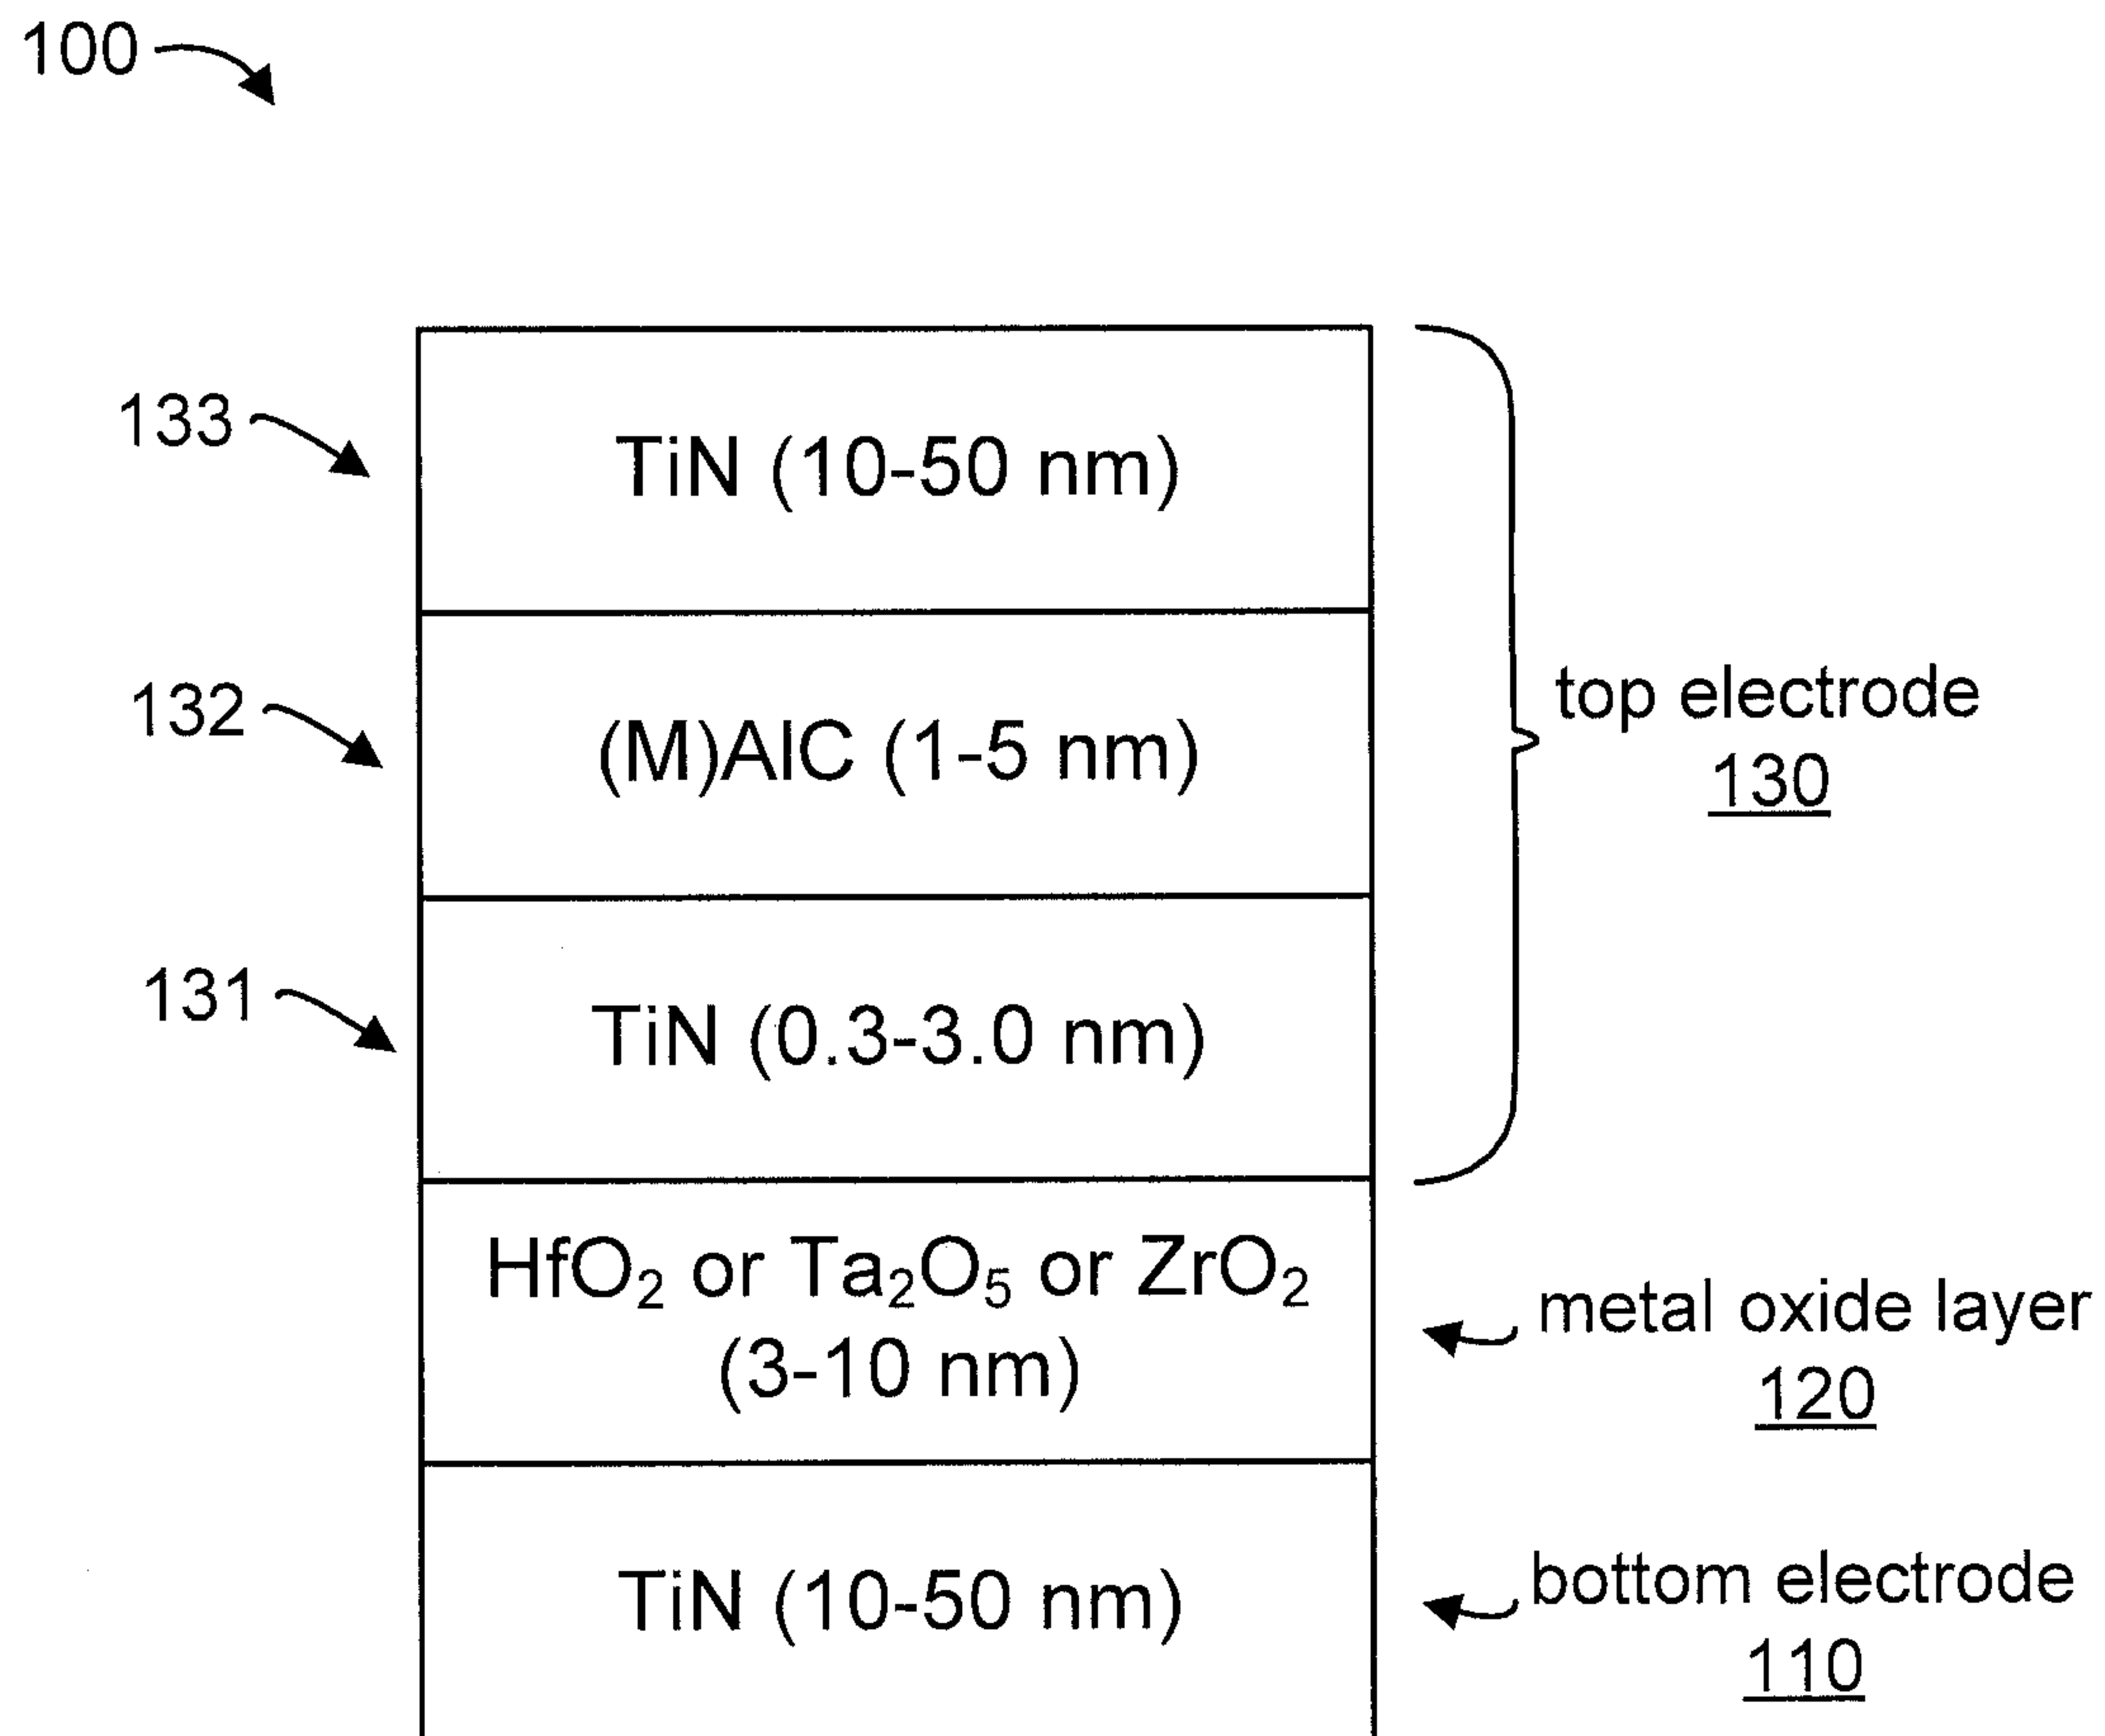 100
133
TiN (10-50 nm)
132
(M)AlC (1-5 nm)
top electrode
130
131
TiN (0.3-3.0 nm)
HfO₂ or Ta₂O₅ or ZrO₂
(3-10 nm)
metal oxide layer
120
TiN (10-50 nm)
bottom electrode
110